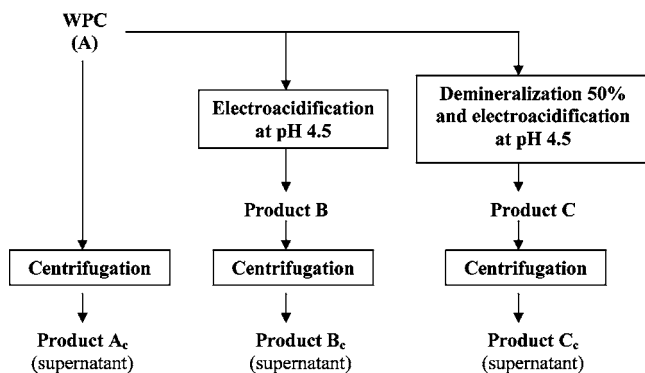 WPC
(A)
Electroacidification
at pH 4.5
Demineralization 50%
and electroacidification
at pH 4.5
Product B
Product C
Centrifugation
Centrifugation
Centrifugation
Product Ac
(supernatant)
Product Bc
(supernatant)
Product Cc
(supernatant)